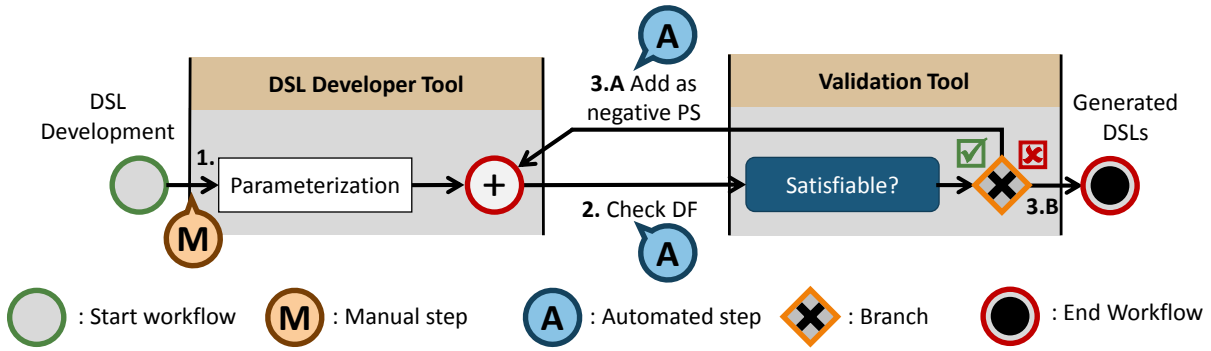 A
DSL Developer Tool
3.A Add as
negative PS
Validation Tool
DSL
Development
Generated
DSLs
1.
Parameterization
+
Satisfiable?
3.B
M
2. Check DF
A
: Start workflow
M : Manual step
A : Automated step
: Branch
: End Workflow